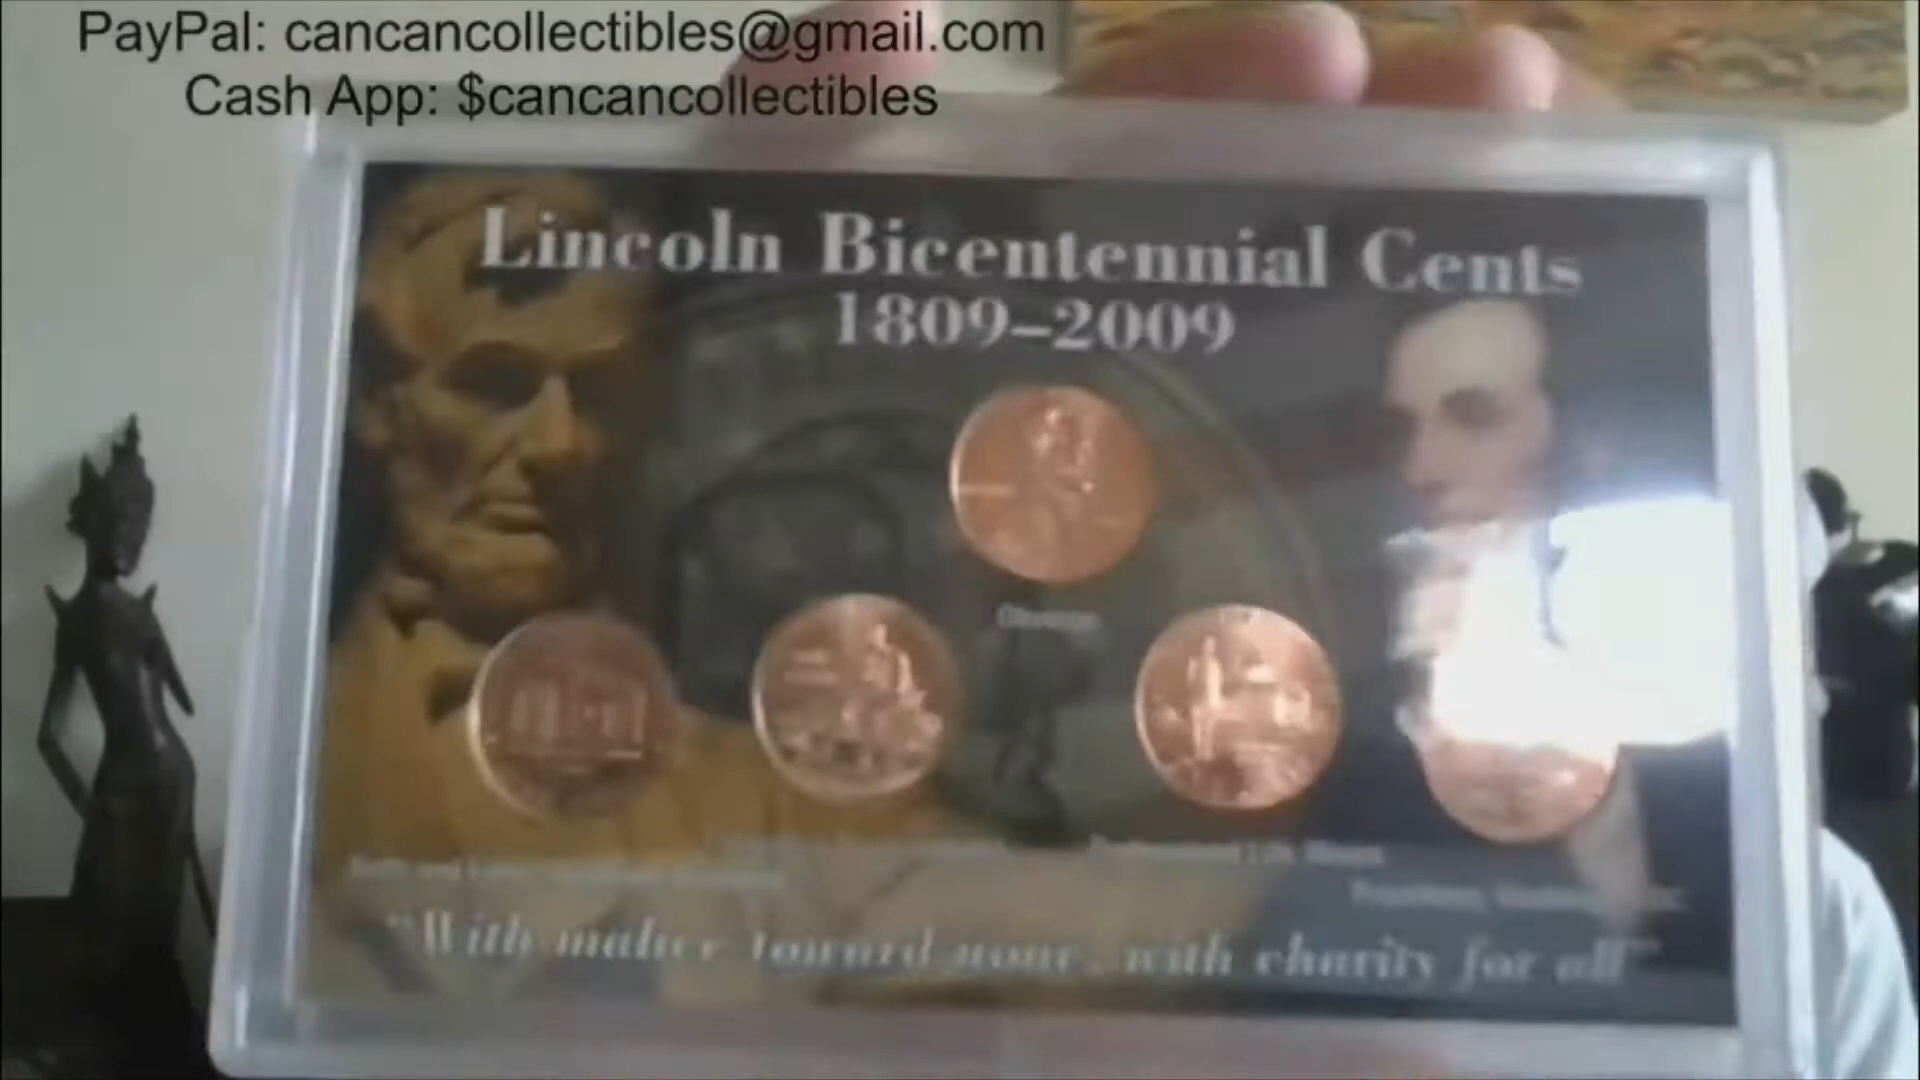 PayPal: cancancollectibles@gmail.com
Cash App: $cancancollectibles
Lincoln Bicentennial Cents
1809–2009
Obverse
"With malice toward none, with charity for all"